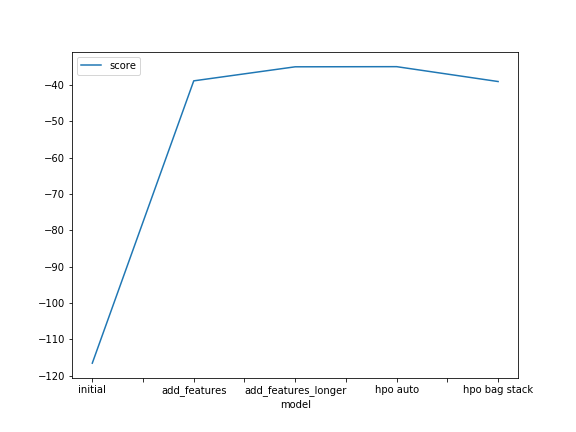 score
−40
−50
−60
−70
−80
−90
−100
−110
−120
initial
add_features
add_features_longer
hpo auto
hpo bag stack
model